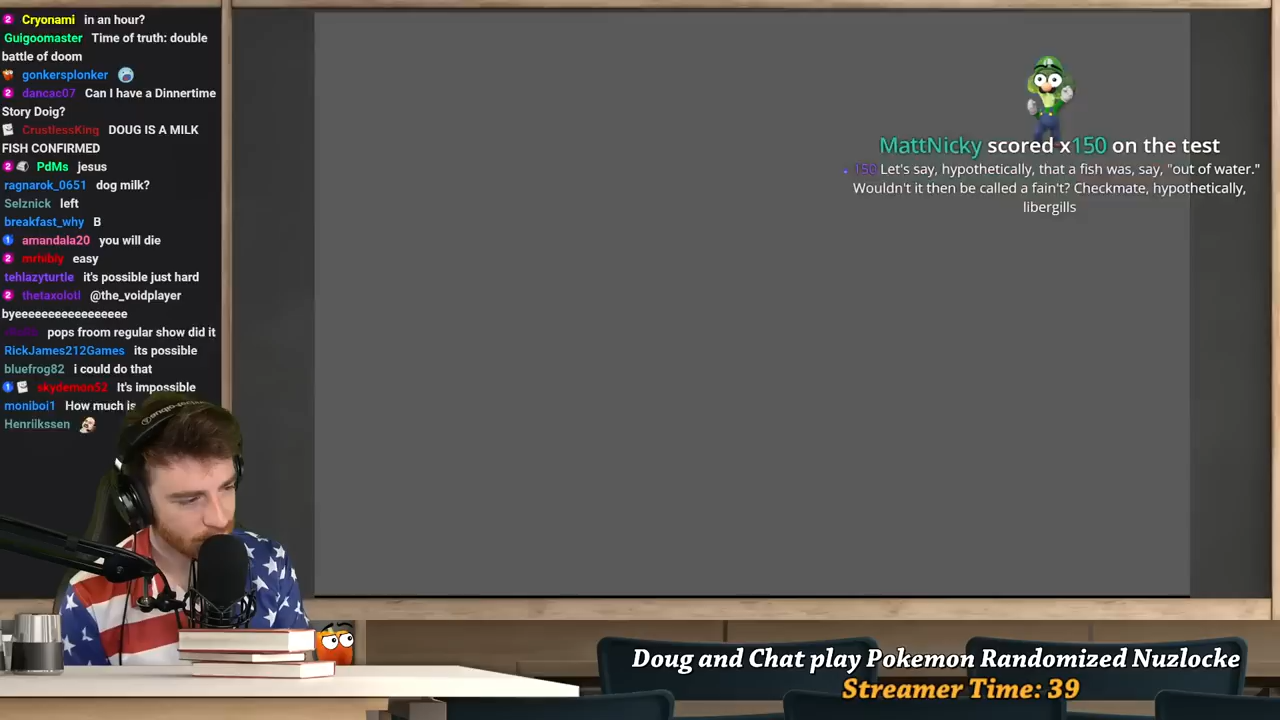 Cryonami in an hour?
Guigoomaster Time of truth: double
battle of doom
gonkersplonker
dancac07 Can I have a Dinnertime
Story Doig?
CrustlessKing DOUG IS A MILK
FISH CONFIRMED
PdMs jesus
ragnarok_0651 dog milk?
Selznick left
breakfast_why B
amandala20 you will die
mrhibly easy
tehlazyturtle it's possible just hard
thetaxolotl @the_voidplayer
byeeeeeeeeeeeeeeee
pops froom regular show did it
RickJames212Games its possible
bluefrog82 i could do that
skydemon52 It's impossible
moniboi1 How much is
Henriikssen
MattNicky scored x150 on the test
150 Let's say, hypothetically, that a fish was, say, "out of water."
Wouldn't it then be called a fain't? Checkmate, hypothetically,
libergills
Doug and Chat play Pokemon Randomized Nuzlocke
Streamer Time: 39